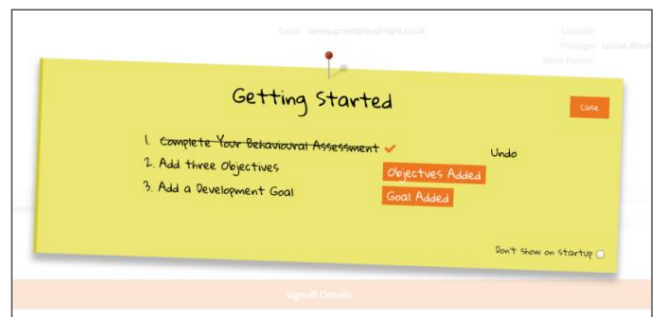 Email sanjay.grant@head-light.co.uk
Location
Manager Louise Abra
Work Pattern
Getting Started
Close
1. Complete Your Behavioural Assessment ✓ Undo
2. Add three Objectives Objectves Added
3. Add a Development Goal Goal Added
Don't show on startup
Signoff Details